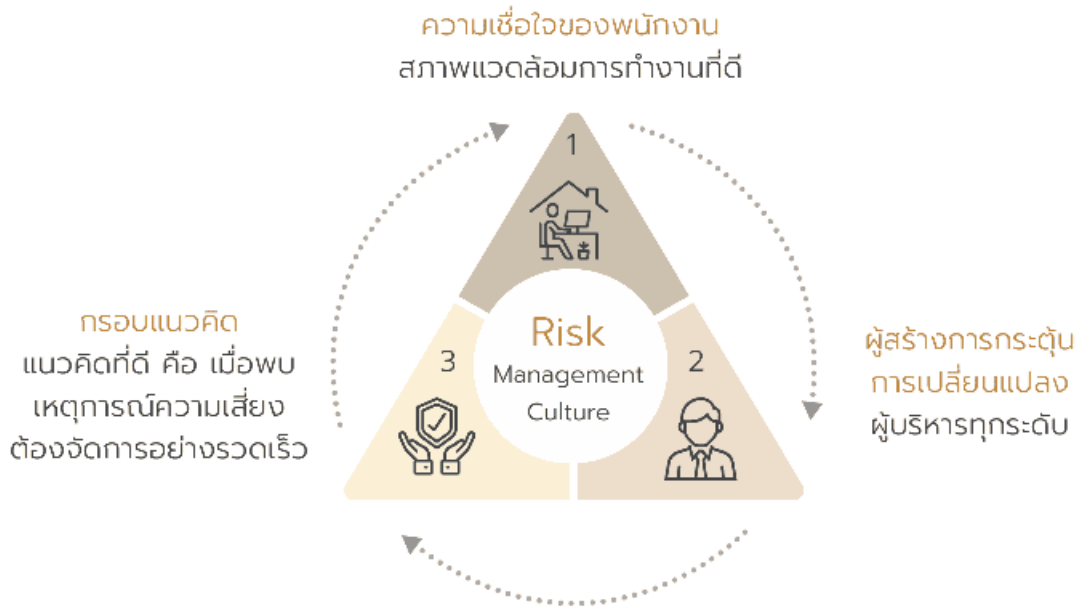 ความเชื่อใจของพนักงาน
สภาพแวดล้อมการทำงานที่ดี
1
Risk
Management
Culture
2
ผู้สร้างการกระตุ้น
การเปลี่ยนแปลง
ผู้บริหารทุกระดับ
3
กรอบแนวคิด
แนวคิดที่ดี คือ เมื่อพบ
เหตุการณ์ความเสี่ยง
ต้องจัดการอย่างรวดเร็ว